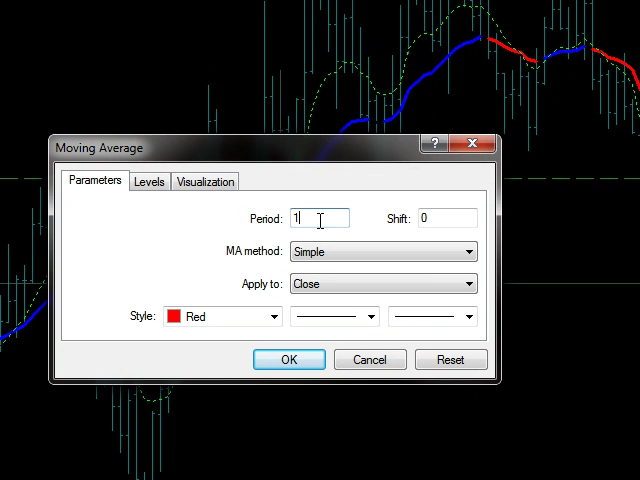 Moving Average
?
Parameters Levels Visualization
Period: 1 Shift: 0
MA method: Simple
Apply to: Close
Style: Red
OK Cancel Reset